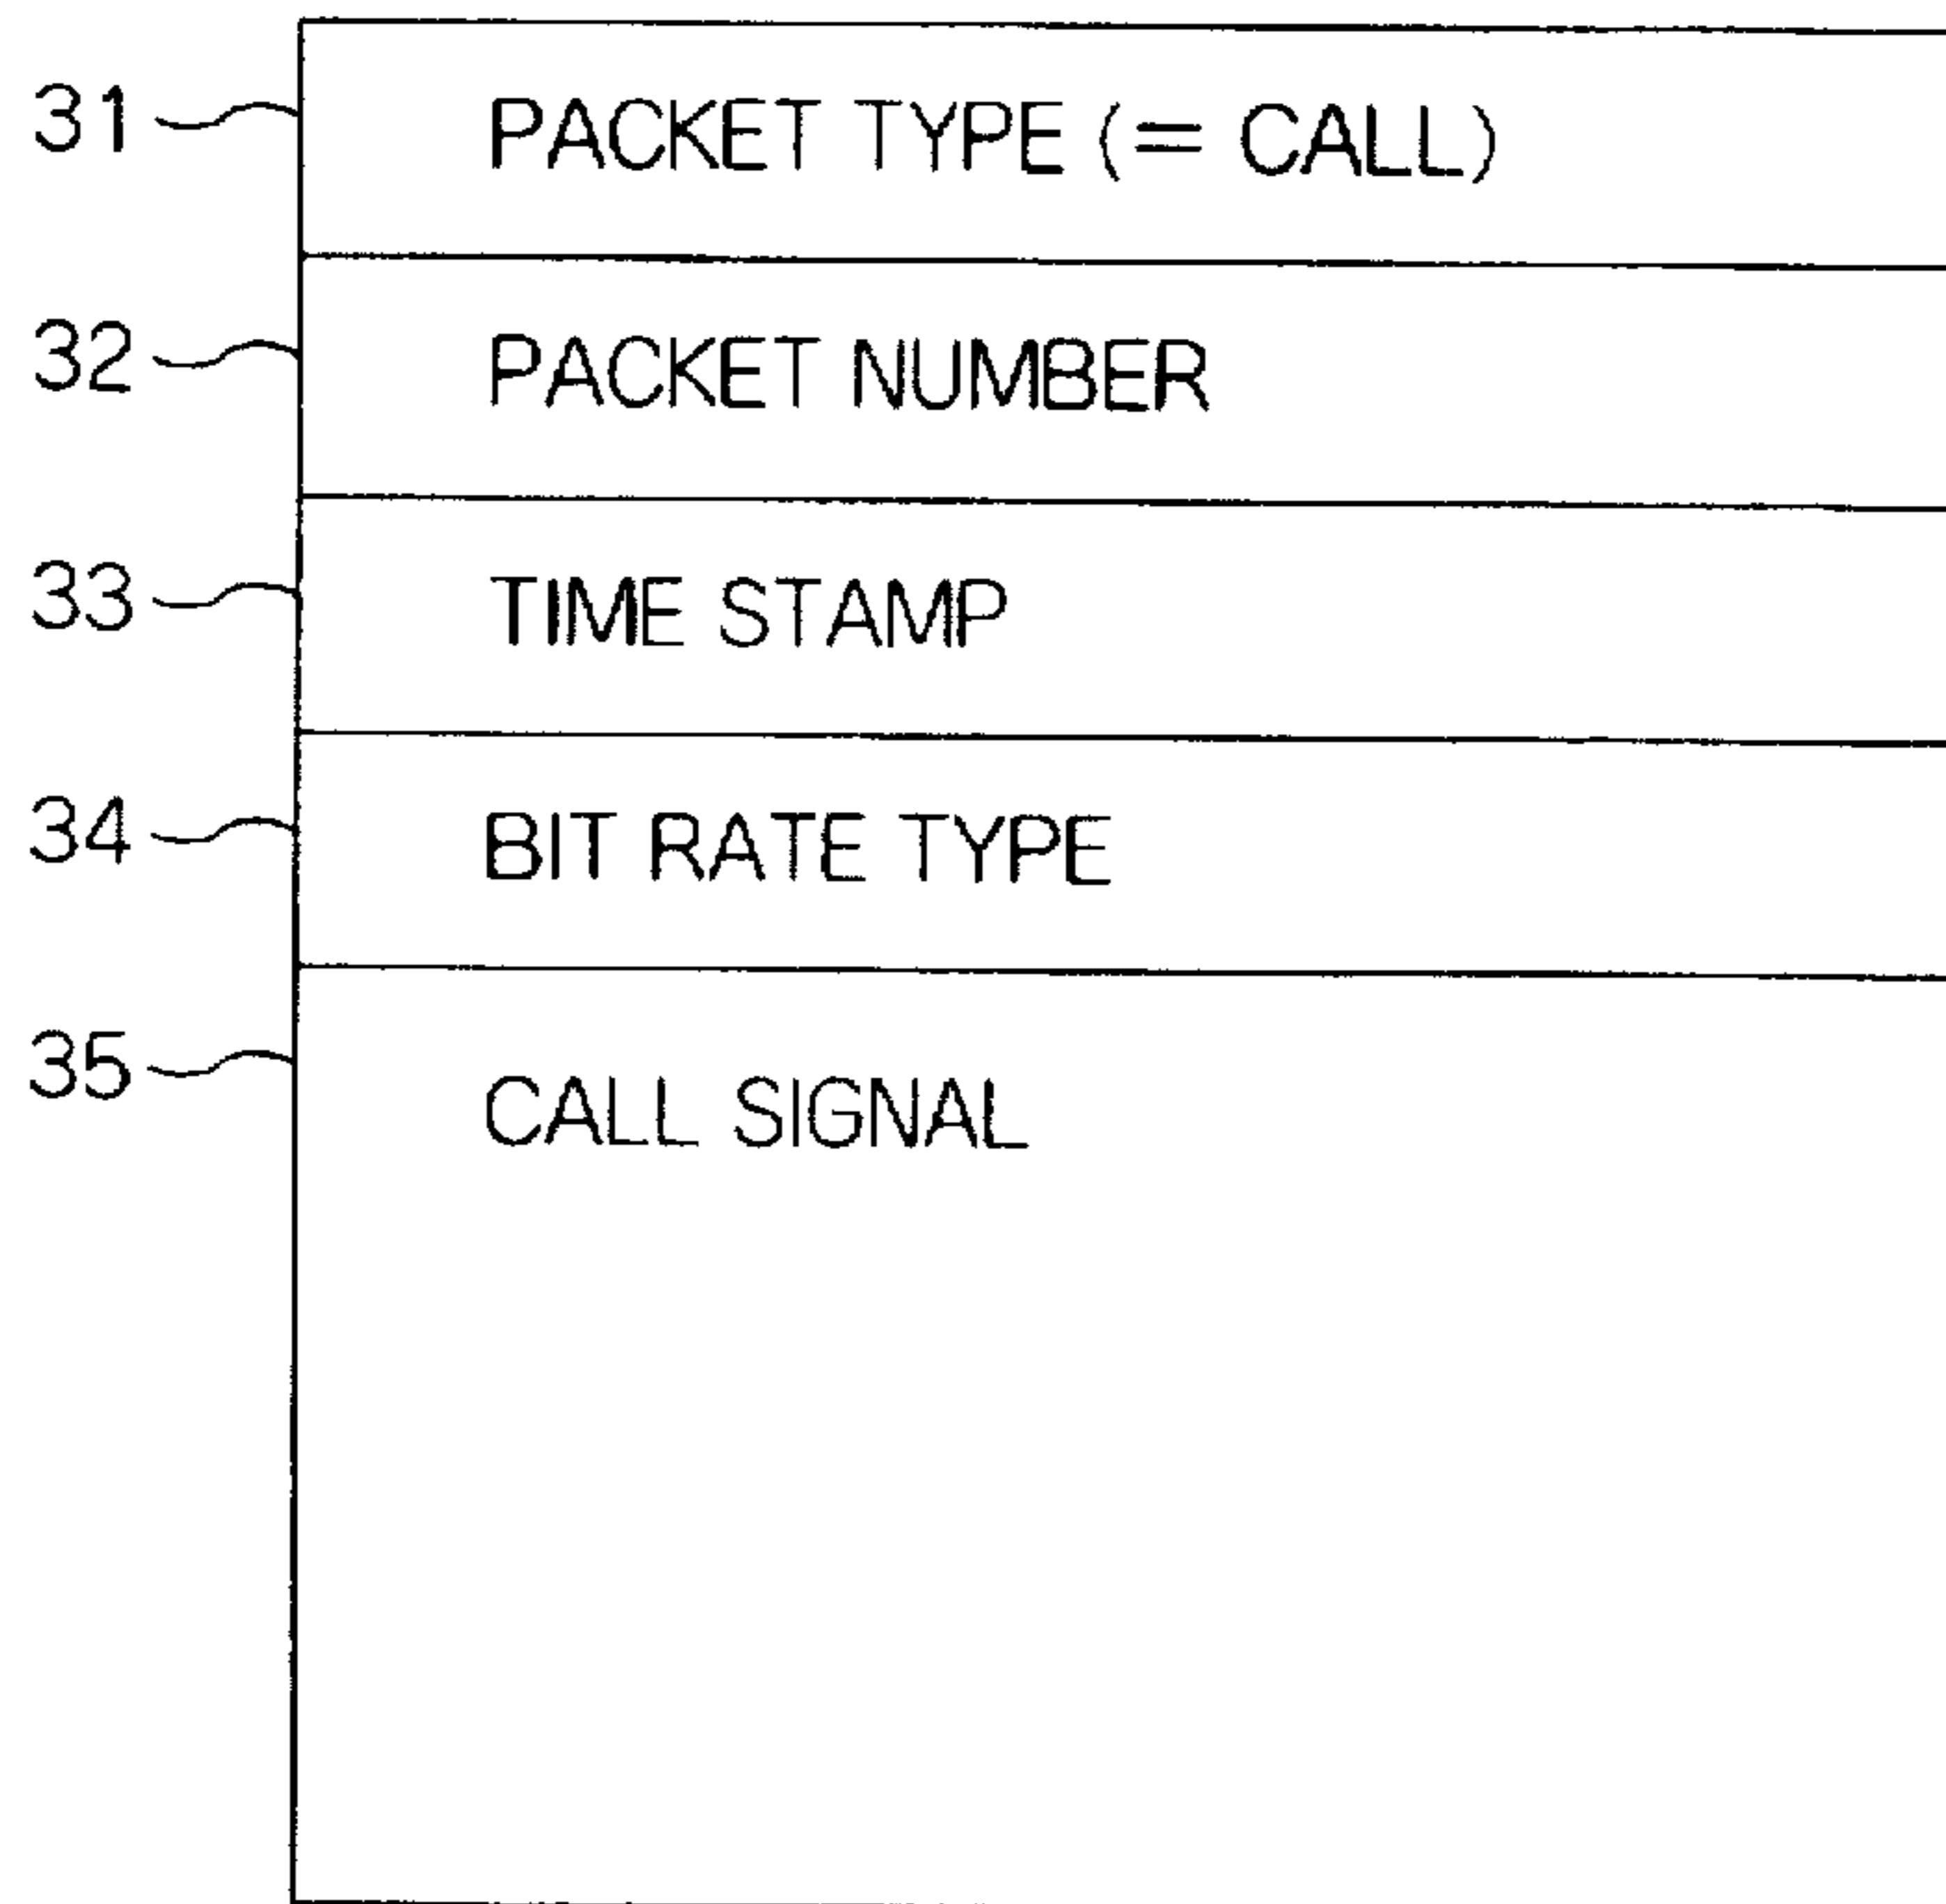 31 PACKET TYPE (= CALL)
32 PACKET NUMBER
33 TIME STAMP
34 BIT RATE TYPE
35 CALL SIGNAL